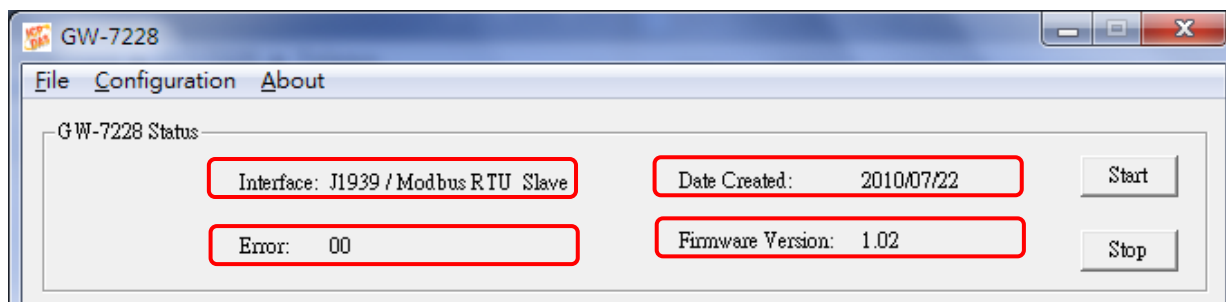 GW-7228
File Configuration About
GW-7228 Status
Interface: J1939 / Modbus RTU Slave
Date Created: 2010/07/22
Start
Error: 00
Firmware Version: 1.02
Stop